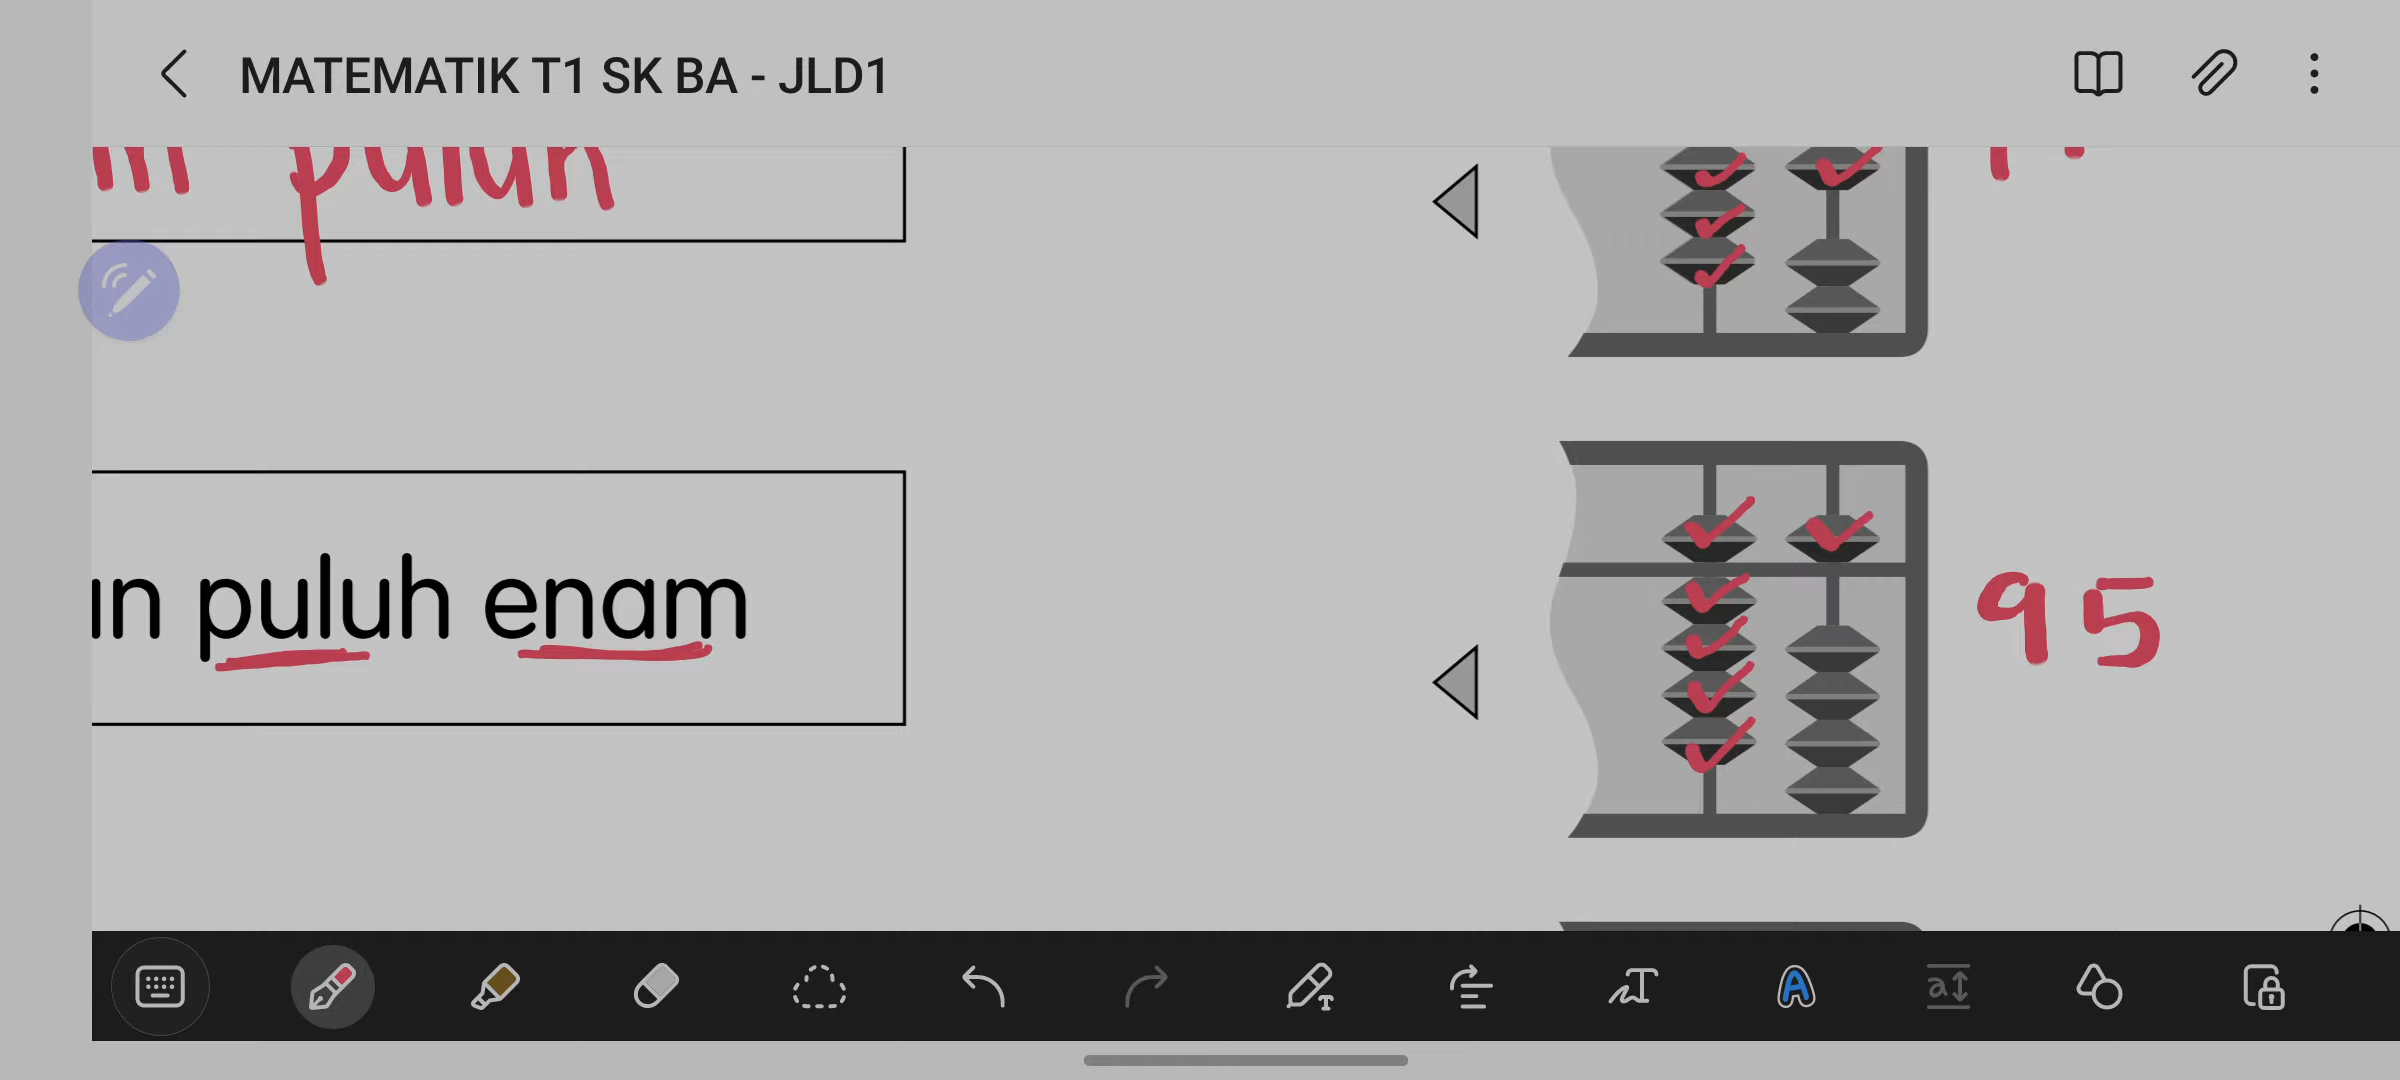 MATEMATIK T1 SK BA - JLD1
puluh
puluh enam
95